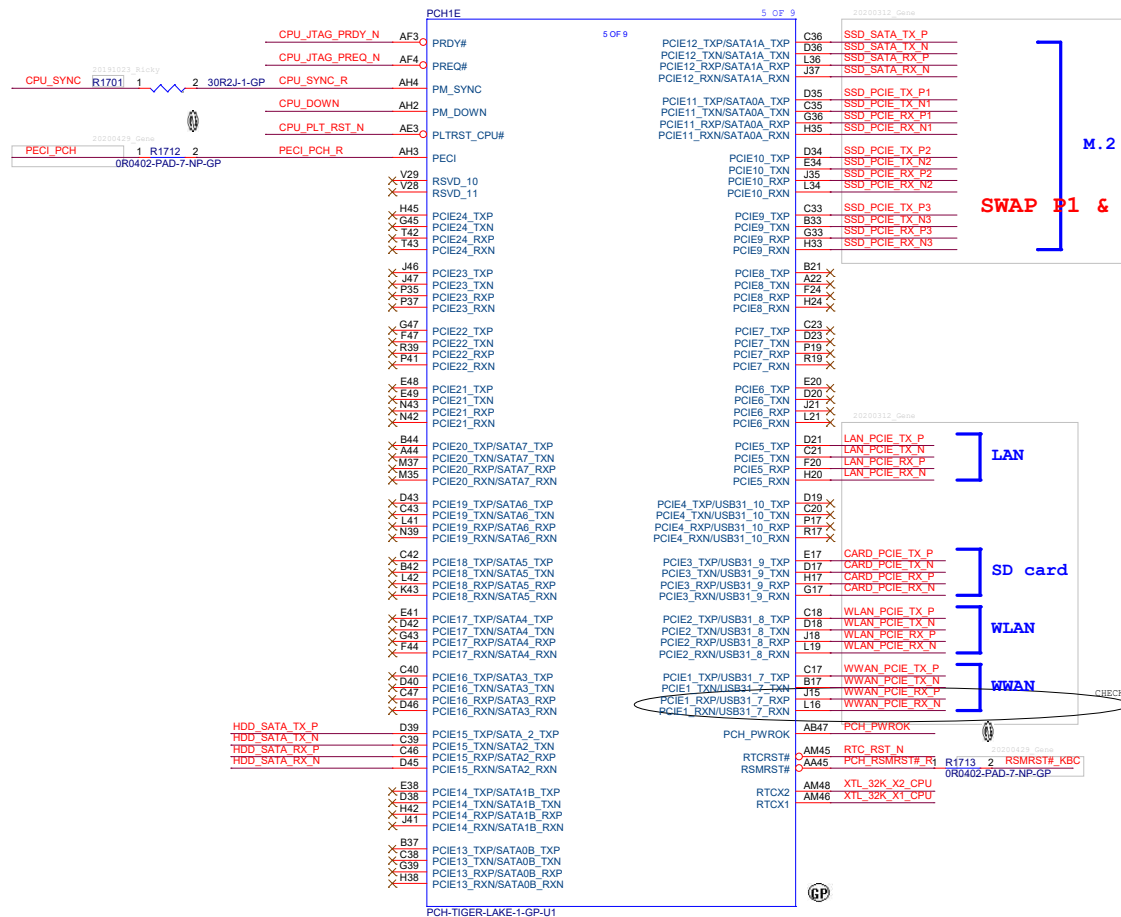 PCH1E
5 OF 9
5 OF 9
20200312_Gene
CPU_JTAG_PRDY_N AF3 PRDY#
CPU_JTAG_PREQ_N AF4 PREQ#
20191023_Ricky
CPU_SYNC R1701 1 2 30R2J-1-GP CPU_SYNC_R AH4 PM_SYNC
CPU_DOWN AH2 PM_DOWN
CPU_PLT_RST_N AE3 PLTRST_CPU#
20200429_Gene
PECI_PCH 1 R1712 2 PECI_PCH_R AH3 PECI
0R0402-PAD-7-NP-GP
V29 RSVD_10
V28 RSVD_11
H45 PCIE24_TXP
G45 PCIE24_TXN
T42 PCIE24_RXP
T43 PCIE24_RXN
J46 PCIE23_TXP
J47 PCIE23_TXN
P35 PCIE23_RXP
P37 PCIE23_RXN
G47 PCIE22_TXP
F47 PCIE22_TXN
R39 PCIE22_RXP
P41 PCIE22_RXN
E48 PCIE21_TXP
E49 PCIE21_TXN
N43 PCIE21_RXP
N42 PCIE21_RXN
B44 PCIE20_TXP/SATA7_TXP
A44 PCIE20_TXN/SATA7_TXN
M37 PCIE20_RXP/SATA7_RXP
M35 PCIE20_RXN/SATA7_RXN
D43 PCIE19_TXP/SATA6_TXP
C43 PCIE19_TXN/SATA6_TXN
L41 PCIE19_RXP/SATA6_RXP
N39 PCIE19_RXN/SATA6_RXN
C42 PCIE18_TXP/SATA5_TXP
B42 PCIE18_TXN/SATA5_TXN
L42 PCIE18_RXP/SATA5_RXP
K43 PCIE18_RXN/SATA5_RXN
E41 PCIE17_TXP/SATA4_TXP
D42 PCIE17_TXN/SATA4_TXN
G43 PCIE17_RXP/SATA4_RXP
F44 PCIE17_RXN/SATA4_RXN
C40 PCIE16_TXP/SATA3_TXP
D40 PCIE16_TXN/SATA3_TXN
C47 PCIE16_RXP/SATA3_RXP
D46 PCIE16_RXN/SATA3_RXN
HDD_SATA_TX_P D39 PCIE15_TXP/SATA_2_TXP
HDD_SATA_TX_N C39 PCIE15_TXN/SATA2_TXN
HDD_SATA_RX_P C46 PCIE15_RXP/SATA2_RXP
HDD_SATA_RX_N D45 PCIE15_RXN/SATA2_RXN
E38 PCIE14_TXP/SATA1B_TXP
D38 PCIE14_TXN/SATA1B_TXN
H42 PCIE14_RXP/SATA1B_RXP
J41 PCIE14_RXN/SATA1B_RXN
B37 PCIE13_TXP/SATA0B_TXP
C38 PCIE13_TXN/SATA0B_TXN
G39 PCIE13_RXP/SATA0B_RXP
H38 PCIE13_RXN/SATA0B_RXN
PCIE12_TXP/SATA1A_TXP C36 SSD_SATA_TX_P
PCIE12_TXN/SATA1A_TXN D36 SSD_SATA_TX_N
PCIE12_RXP/SATA1A_RXP L36 SSD_SATA_RX_P
PCIE12_RXN/SATA1A_RXN J37 SSD_SATA_RX_N
PCIE11_TXP/SATA0A_TXP D35 SSD_PCIE_TX_P1
PCIE11_TXN/SATA0A_TXN C35 SSD_PCIE_TX_N1
PCIE11_RXP/SATA0A_RXP G36 SSD_PCIE_RX_P1
PCIE11_RXN/SATA0A_RXN H35 SSD_PCIE_RX_N1
M.2
PCIE10_TXP D34 SSD_PCIE_TX_P2
PCIE10_TXN E34 SSD_PCIE_TX_N2
PCIE10_RXP J35 SSD_PCIE_RX_P2
PCIE10_RXN L34 SSD_PCIE_RX_N2
SWAP P1 &
PCIE9_TXP C33 SSD_PCIE_TX_P3
PCIE9_TXN B33 SSD_PCIE_TX_N3
PCIE9_RXP G33 SSD_PCIE_RX_P3
PCIE9_RXN H33 SSD_PCIE_RX_N3
PCIE8_TXP B21
PCIE8_TXN A22
PCIE8_RXP F24
PCIE8_RXN H24
PCIE7_TXP C23
PCIE7_TXN D23
PCIE7_RXP P19
PCIE7_RXN R19
PCIE6_TXP E20
PCIE6_TXN D20
PCIE6_RXP J21
PCIE6_RXN L21
20200312_Gene
PCIE5_TXP D21 LAN_PCIE_TX_P
PCIE5_TXN C21 LAN_PCIE_TX_N
PCIE5_RXP F20 LAN_PCIE_RX_P
PCIE5_RXN H20 LAN_PCIE_RX_N
LAN
PCIE4_TXP/USB31_10_TXP D19
PCIE4_TXN/USB31_10_TXN C20
PCIE4_RXP/USB31_10_RXP P17
PCIE4_RXN/USB31_10_RXN R17
PCIE3_TXP/USB31_9_TXP E17 CARD_PCIE_TX_P
PCIE3_TXN/USB31_9_TXN D17 CARD_PCIE_TX_N
PCIE3_RXP/USB31_9_RXP H17 CARD_PCIE_RX_P
PCIE3_RXN/USB31_9_RXN G17 CARD_PCIE_RX_N
SD card
PCIE2_TXP/USB31_8_TXP C18 WLAN_PCIE_TX_P
PCIE2_TXN/USB31_8_TXN D18 WLAN_PCIE_TX_N
PCIE2_RXP/USB31_8_RXP J18 WLAN_PCIE_RX_P
PCIE2_RXN/USB31_8_RXN L19 WLAN_PCIE_RX_N
WLAN
PCIE1_TXP/USB31_7_TXP C17 WWAN_PCIE_TX_P
PCIE1_TXN/USB31_7_TXN B17 WWAN_PCIE_TX_N
PCIE1_RXP/USB31_7_RXP J15 WWAN_PCIE_RX_P
PCIE1_RXN/USB31_7_RXN L16 WWAN_PCIE_RX_N
WWAN
CHECK
PCH_PWROK AB47 PCH_PWROK
20200429_Gene
RTCRST# AM45 RTC_RST_N
RSMRST# AA45 PCH_RSMRST#_R 1 R1713 2 RSMRST#_KBC
0R0402-PAD-7-NP-GP
RTCX2 AM48 XTL_32K_X2_CPU
RTCX1 AM46 XTL_32K_X1_CPU
GP
PCH-TIGER-LAKE-1-GP-U1